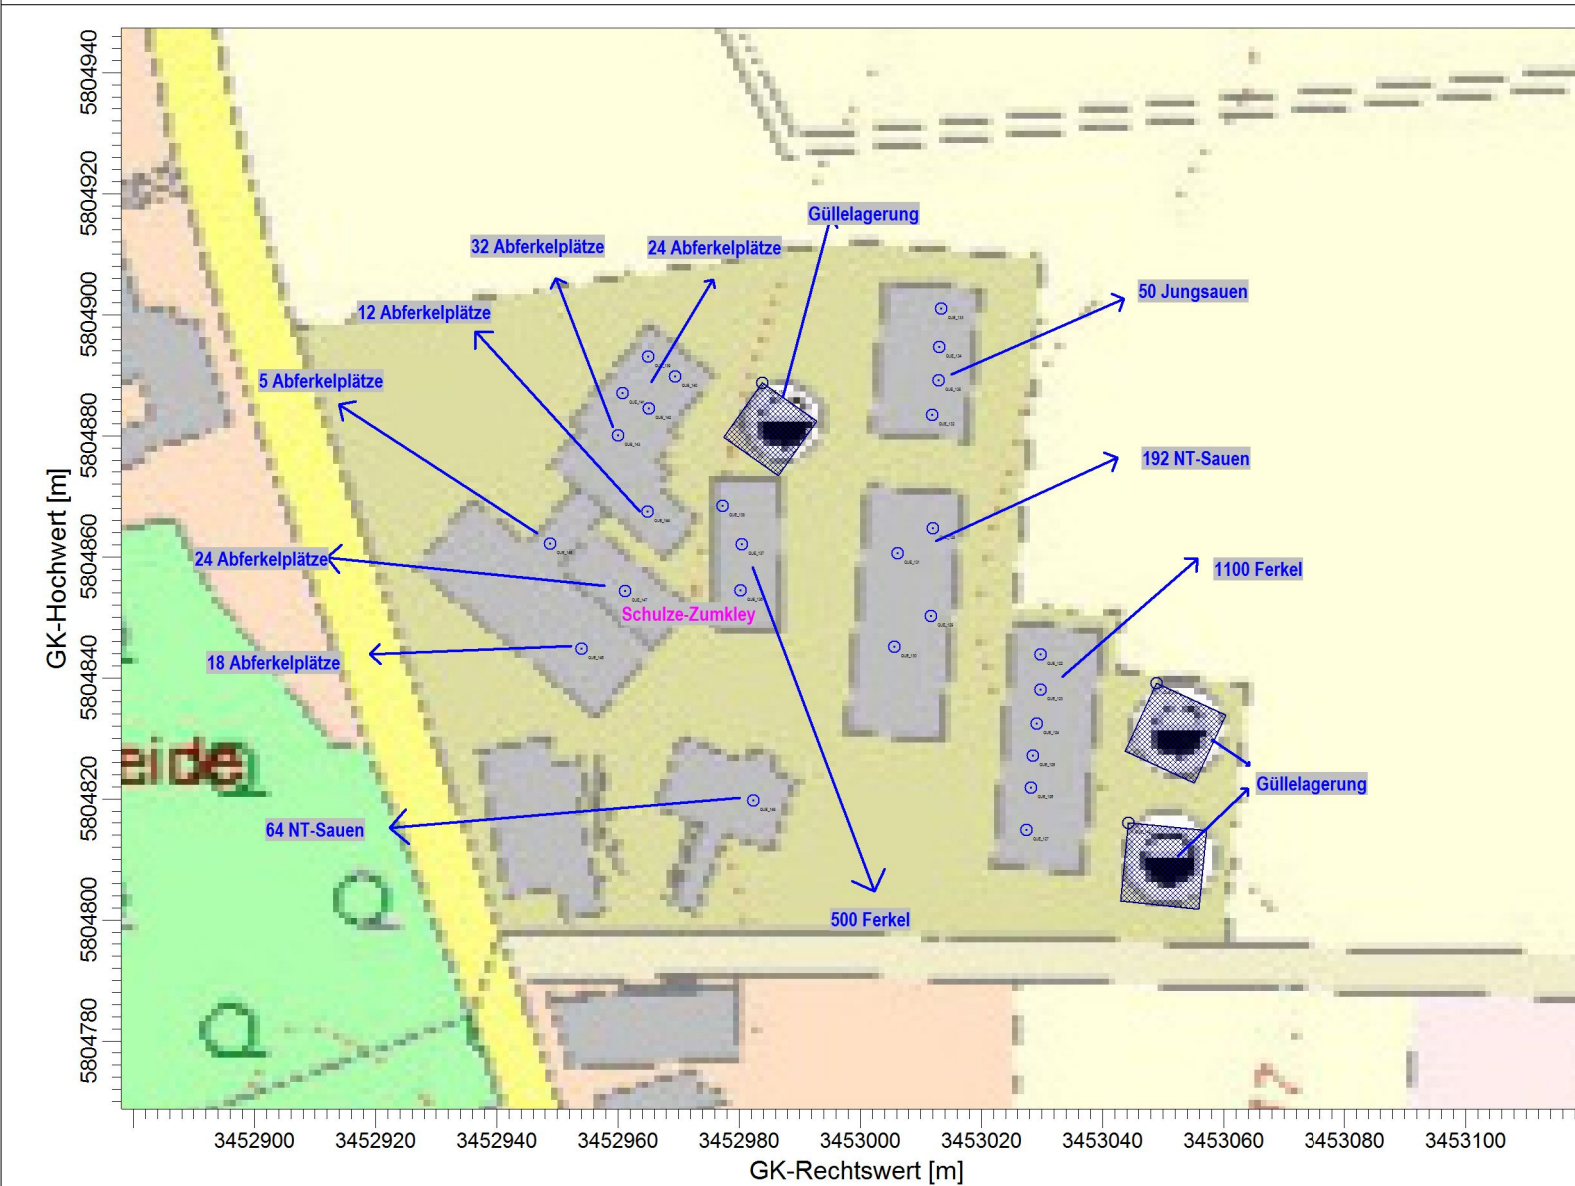 Güllelagerung
32 Abferkelplätze
24 Abferkelplätze
50 Jungsauen
12 Abferkelplätze
5 Abferkelplätze
192 NT-Sauen
24 Abferkelplätze
1100 Ferkel
Schulze-Zumkley
18 Abferkelplätze
eide
Güllelagerung
64 NT-Sauen
500 Ferkel
GK-Hochwert [m]
5804940
5804920
5804900
5804880
5804860
5804840
5804820
5804800
5804780
3452900 3452920 3452940 3452960 3452980 3453000 3453020 3453040 3453060 3453080 3453100
GK-Rechtswert [m]